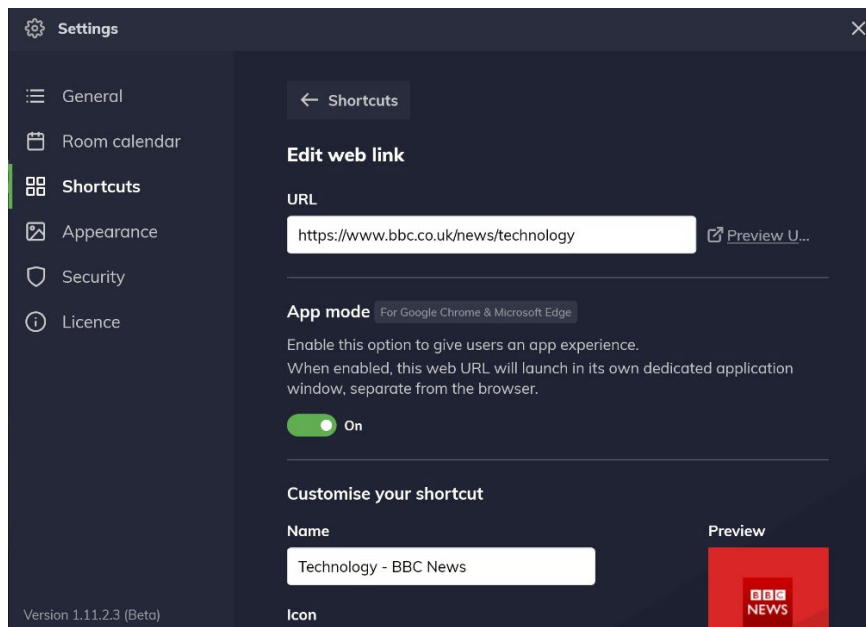 Settings
General
Room calendar
Shortcuts
Appearance
Security
Licence
Version 1.11.2.3 (Beta)
Shortcuts
Edit web link
URL
https://www.bbc.co.uk/news/technology
Preview U...
App mode For Google Chrome & Microsoft Edge
Enable this option to give users an app experience.
When enabled, this web URL will launch in its own dedicated application
window, separate from the browser.
On
Customise your shortcut
Name
Technology - BBC News
Icon
Preview
BBC
NEWS